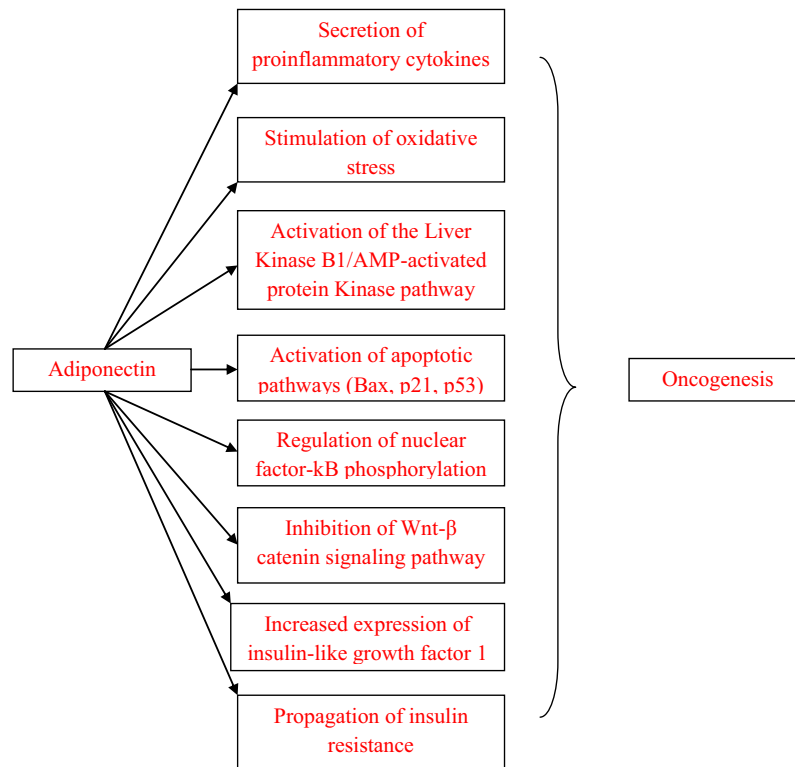 Secretion of
proinflammatory cytokines
Stimulation of oxidative
stress
Activation of the Liver
Kinase B1/AMP-activated
protein Kinase pathway
Adiponectin
Activation of apoptotic
pathways (Bax, p21, p53)
Oncogenesis
Regulation of nuclear
factor-kB phosphorylation
Inhibition of Wnt-β
catenin signaling pathway
Increased expression of
insulin-like growth factor 1
Propagation of insulin
resistance